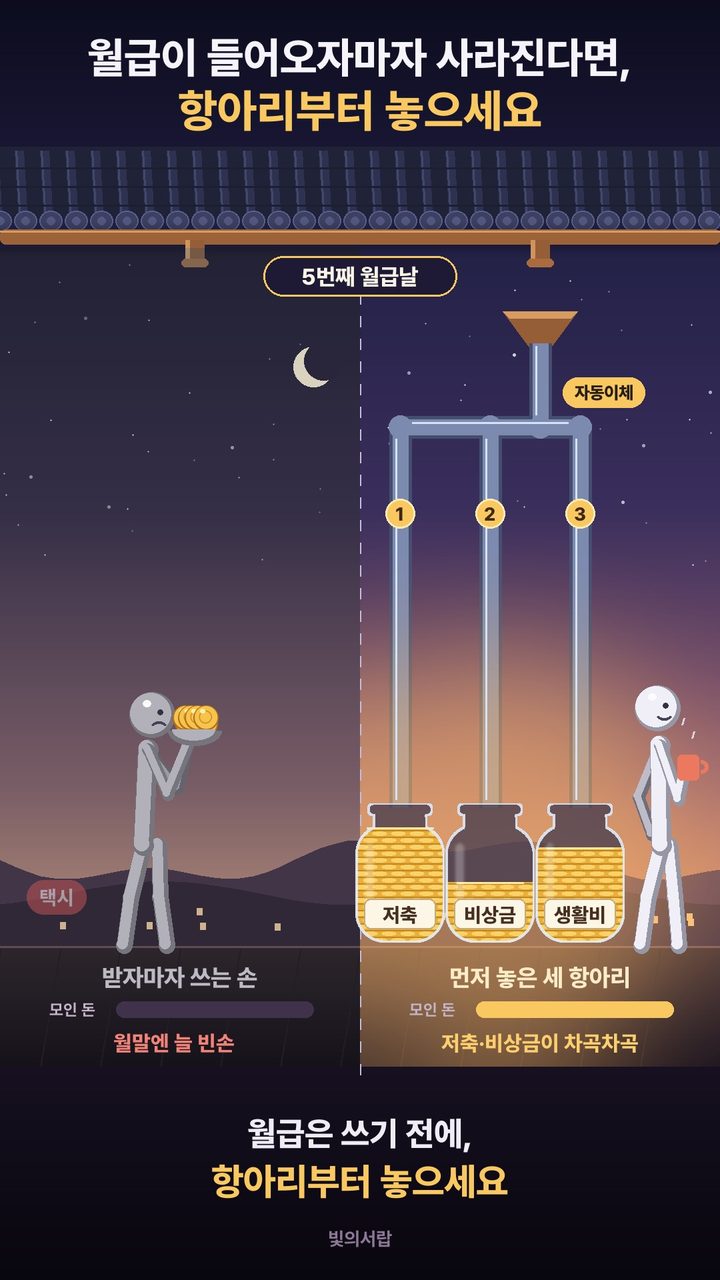 월급이 들어오자마자 사라진다면,
항아리부터 놓으세요
5번째 월급날
자동이체
1 2 3
저축 비상금 생활비
택시
받자마자 쓰는 손
모인 돈
월말엔 늘 빈손
먼저 놓은 세 항아리
모인 돈
저축·비상금이 차곡차곡
월급은 쓰기 전에,
항아리부터 놓으세요
빛의서랍